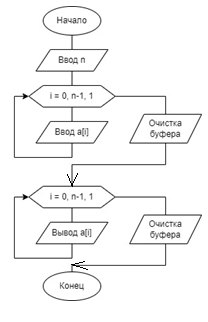 Начало
Ввод n
i = 0, n-1, 1
Ввод a[i]
Очистка
буфера
i = 0, n-1, 1
Вывод a[i]
Очистка
буфера
Конец